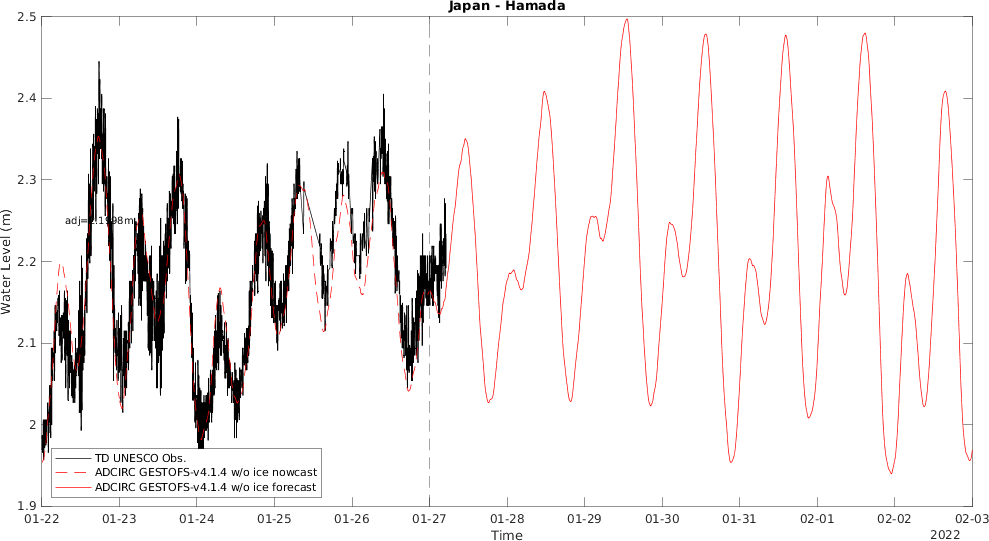 Japan - Hamada
Water Level (m)
2.5
2.4
2.3
2.2
2.1
2
1.9
TD UNESCO Obs.
ADCIRC GESTOFS-v4.1.4 w/o ice nowcast
ADCIRC GESTOFS-v4.1.4 w/o ice forecast
01-22 01-23 01-24 01-25 01-26 01-27 01-28 01-29 01-30 01-31 02-01 02-02 02-03
Time
2022